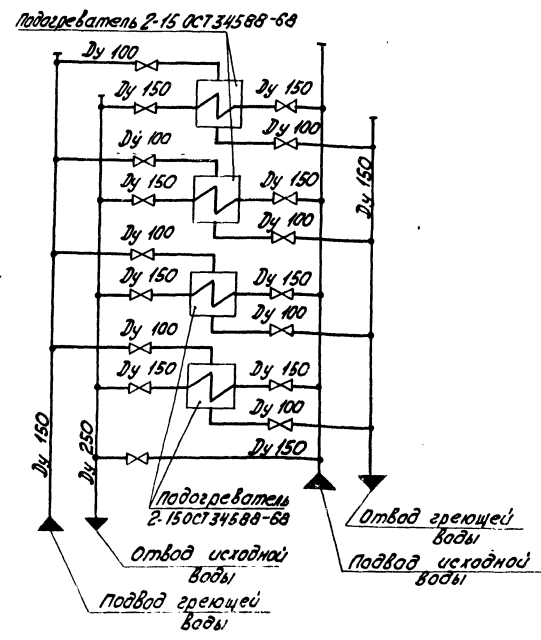 Подогреватель 2-15 ОСТ 34588-68
Dу 100
Dу 150
Dу 150
Dу 100
Dу 100
Dу 150
Dу 150
Dу 150
Dу 100
Dу 100
Dу 150
Dу 150
Dу 100
Dу 100
Dу 150
Dу 150
Dу 100
Dу 150
Dу 150
Dу 250
Подогреватель
2-15 ОСТ 34588-68
Отвод греющей
воды
Отвод исходной
воды
Подвод исходной
воды
Подвод греющей
воды